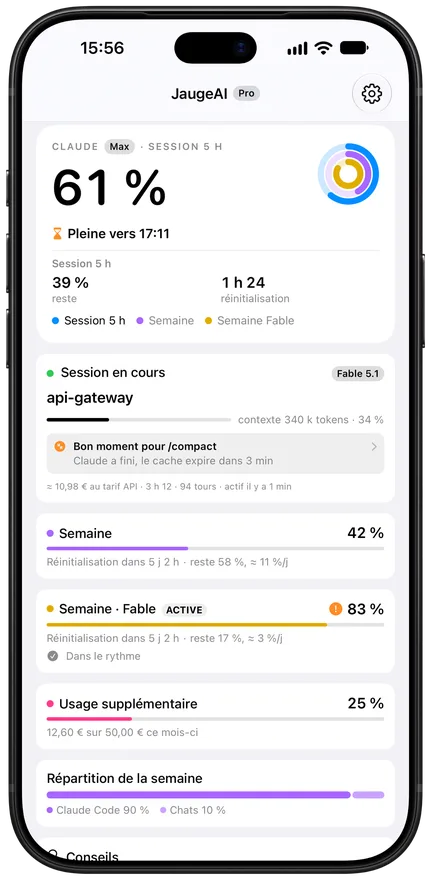 15:56
JaugeAI Pro
CLAUDE Max · SESSION 5 H
61 %
Pleine vers 17:11
Session 5 h
39 % 1 h 24
reste réinitialisation
Session 5 h Semaine Semaine Fable
Session en cours Fable 5.1
api-gateway
contexte 340 k tokens · 34 %
Bon moment pour /compact
Claude a fini, le cache expire dans 3 min
≈ 10,98 € au tarif API · 3 h 12 · 94 tours · actif il y a 1 min
Semaine 42 %
Réinitialisation dans 5 j 2 h · reste 58 %, ≈ 11 %/j
Semaine · Fable ACTIVE 83 %
Réinitialisation dans 5 j 2 h · reste 17 %, ≈ 3 %/j
Dans le rythme
Usage supplémentaire 25 %
12,60 € sur 50,00 € ce mois-ci
Répartition de la semaine
Claude Code 90 % Chats 10 %
Conseils